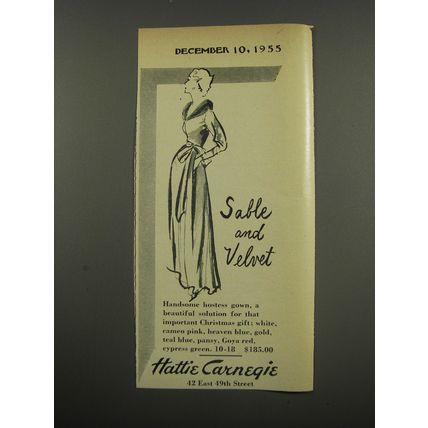 DECEMBER 10, 1955
Sable
and
Velvet
Handsome hostess gown, a
beautiful solution for that
important Christmas gift: white,
cameo pink, heaven blue, gold,
teal blue, pansy, Goya red,
cypress green. 10-18 $185.00
Hattie Carnegie
42 East 49th Street